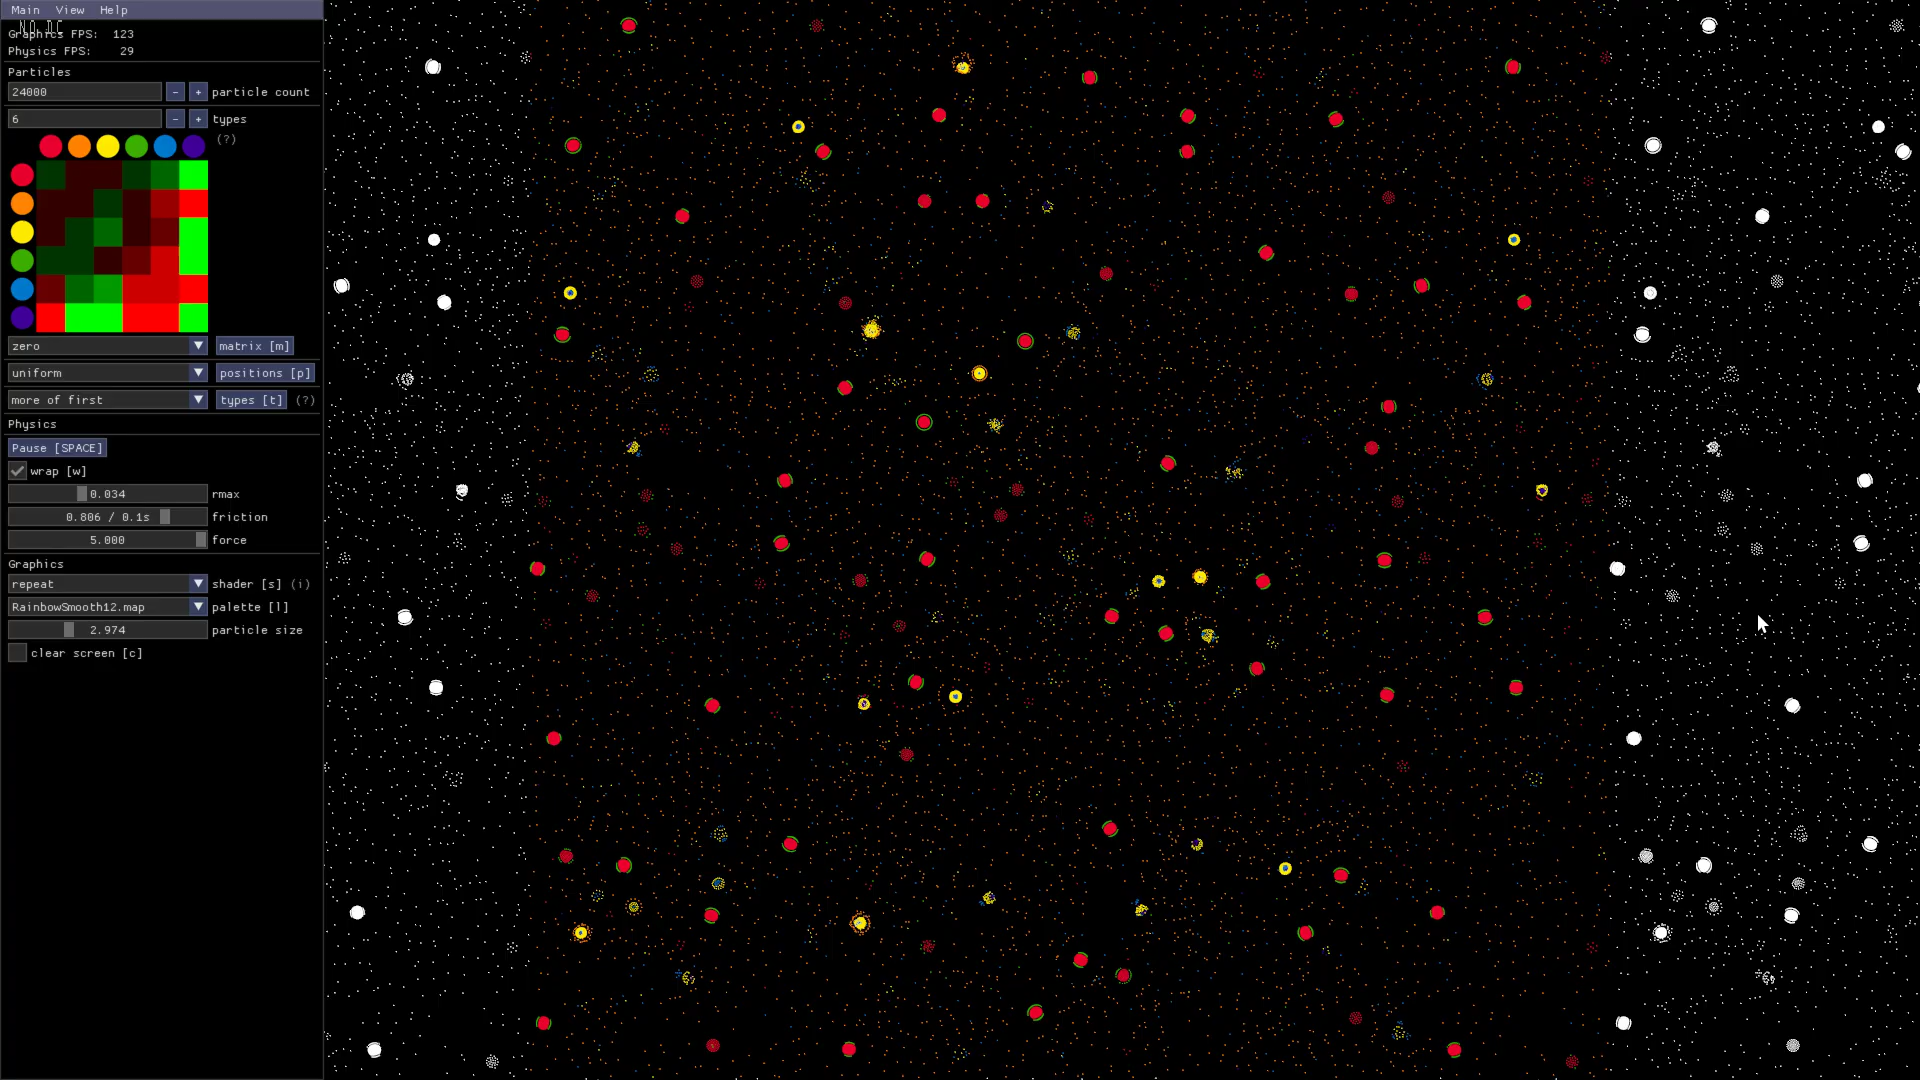 Main View Help
Graphics FPS: 123
Physics FPS: 29
Particles
24000 - + particle count
6 - + types
(?)
zero matrix [m]
uniform positions [p]
more of first types [t] (?)
Physics
Pause [SPACE]
wrap [w]
0.034 rmax
0.806 / 0.1s friction
5.000 force
Graphics
repeat shader [s] (i)
RainbowSmooth12.map palette [l]
2.974 particle size
clear screen [c]